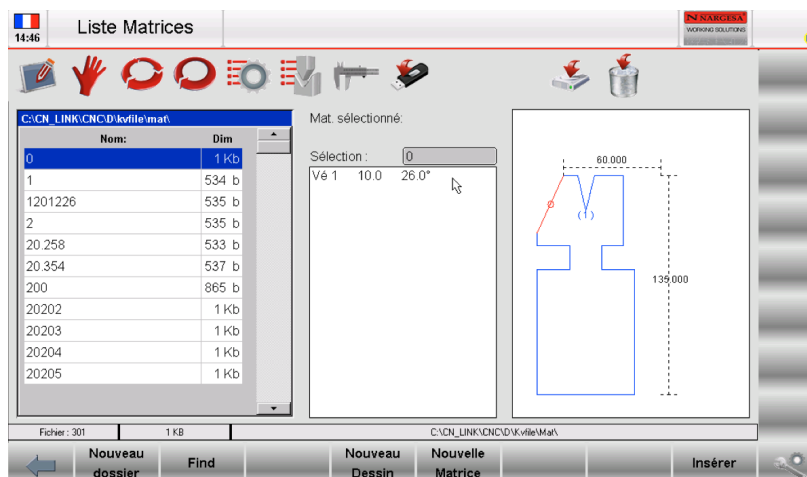 14:46
Liste Matrices
NARGESA
WORKING SOLUTIONS
C:\CN_LINK\CNC\D\kvfile\mat\
Nom: Dim
0 1 Kb
1 534 b
1201226 535 b
2 535 b
20.258 533 b
20.354 537 b
200 865 b
20202 1 Kb
20203 1 Kb
20204 1 Kb
20205 1 Kb
Mat. sélectionné:
Sélection : 0
Vé 1 10.0 26.0°
60.000
(1)
135.000
Fichier : 301 1 KB C:\CN_LINK\CNC\D\Kvfile\Mat\
Nouveau dossier
Find
Nouveau Dessin
Nouvelle Matrice
Insérer